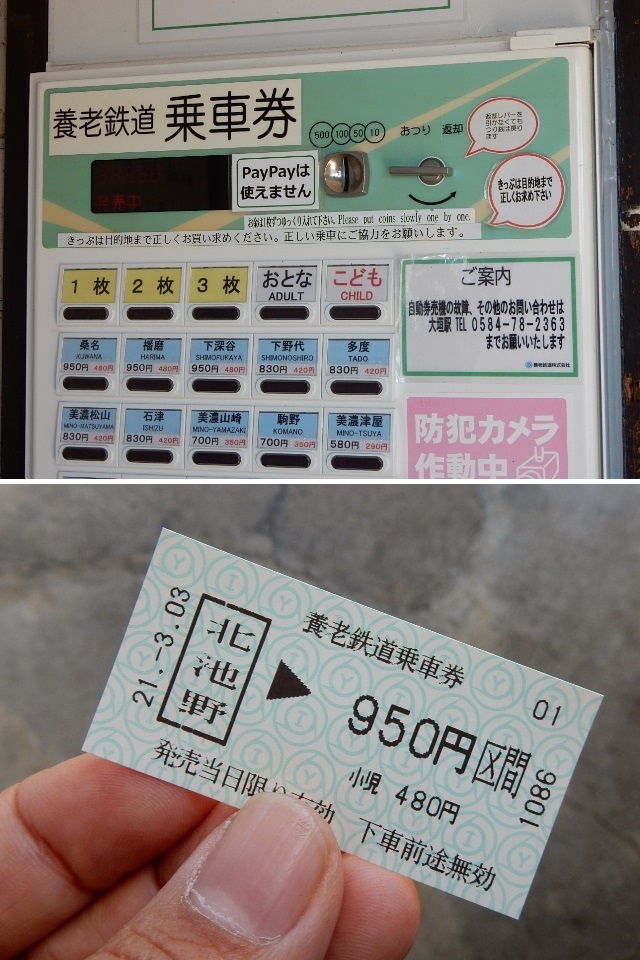 養老鉄道 乗車券
500 100 50 10
おつり 返却
返却レバーを
引かなくても
つり銭は戻り
ます
発売中
PayPayは
使えません
きっぷは目的地まで
正しくお求め下さい
お金は1枚ずつゆっくり入れて下さい。Please put coins slowly one by one.
きっぷは目的地まで正しくお買い求めください。正しい乗車にご協力をお願いします。
1枚 2枚 3枚 おとな こども
ADULT CHILD
桑名 播磨 下深谷 下野代 多度
KUWANA HARIMA SHIMOFUKAYA SHIMONOSHIRO TADO
950円 480円 950円 480円 950円 480円 830円 420円 830円 420円
美濃松山 石津 美濃山崎 駒野 美濃津屋
MINO-MATSUYAMA ISHIZU MINO-YAMAZAKI KOMANO MINO-TSUYA
830円 420円 830円 420円 700円 350円 700円 350円 580円 290円
ご案内
自動券売機の故障、その他のお問い合わせは
大垣駅 TEL 0584-78-2363
までお願いいたします
養老鉄道株式会社
防犯カメラ
作動中
養老鉄道乗車券
01
21.-3.03
北池野
▶
950円区間
小児 480円
1086
発売当日限り有効 下車前途無効